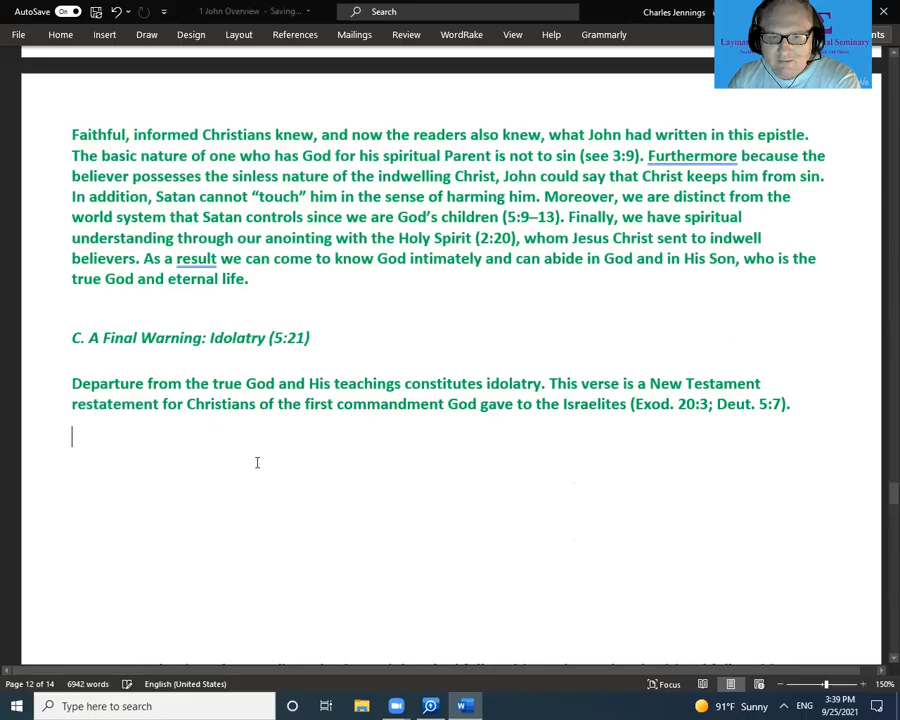 AutoSave On 1 John Overview - Saving... Search Charles Jennings
File Home Insert Draw Design Layout References Mailings Review View Help WordRake Grammarly
Faithful, informed Christians knew, and now the readers also knew, what John had written in this epistle.
The basic nature of one who has God for his spiritual Parent is not to sin (see 3:9). Furthermore because the
believer possesses the sinless nature of the indwelling Christ, John could say that Christ keeps him from sin.
In addition, Satan cannot “touch” him in the sense of harming him. Moreover, we are distinct from the
world system that Satan controls since we are God’s children (5:9–13). Finally, we have spiritual
understanding through our anointing with the Holy Spirit (2:20), whom Jesus Christ sent to indwell
believers. As a result we can come to know God intimately and can abide in God and in His Son, who is the
true God and eternal life.
C. A Final Warning: Idolatry (5:21)
Departure from the true God and His teachings constitutes idolatry. This verse is a New Testament
restatement for Christians of the first commandment God gave to the Israelites (Exod. 20:3; Deut. 5:7).
Page 12 of 14 6942 words English (United States) Focus 150%
Type here to search 91°F Sunny ENG 3:39 PM
9/25/2021